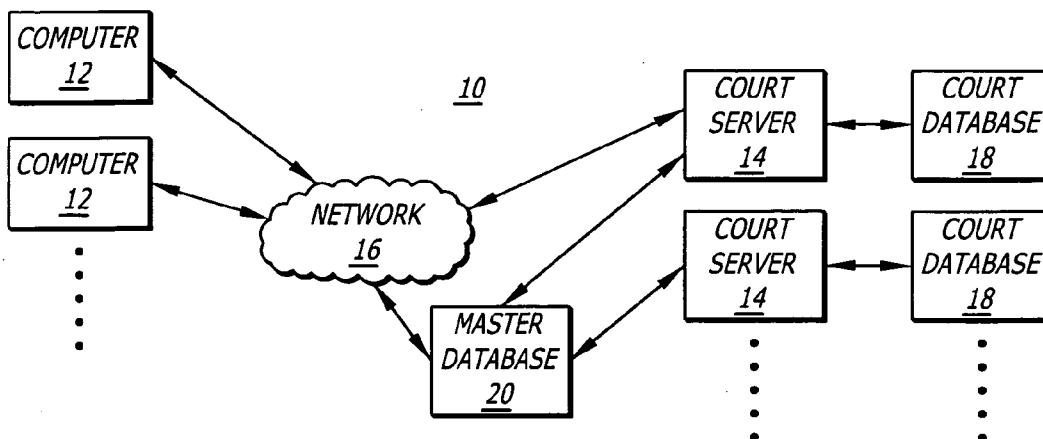 COMPUTER
12
COMPUTER
12
10
NETWORK
16
MASTER
DATABASE
20
COURT
SERVER
14
COURT
DATABASE
18
COURT
SERVER
14
COURT
DATABASE
18